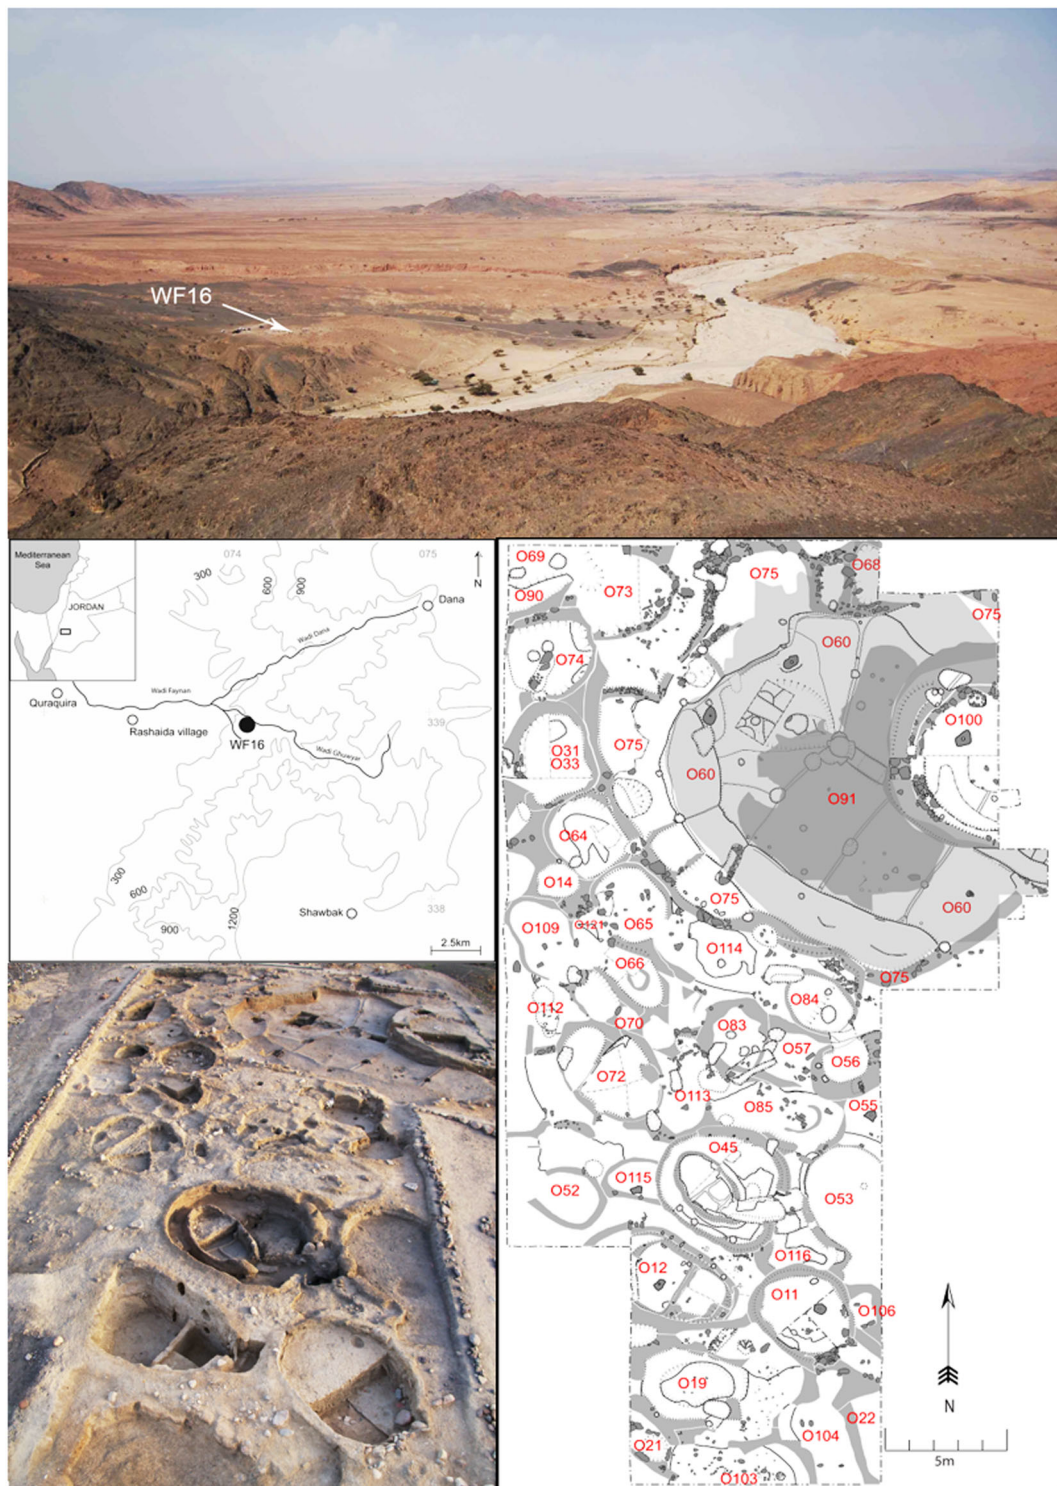 WF16
Mediterranean
Sea
JORDAN
074
075
300
600
900
N
Dana
Wadi Dana
Wadi Faynan
Quraquira
Rashaida village
WF16
339
Wadi Ghuwyar
300
600
900
1200
Shawbak
338
2.5km
O69
O90
O73
O75
O68
O75
O60
O74
O100
O31
O33
O75
O60
O91
O64
O14
O75
O60
O109
O121
O65
O114
O66
O75
O112
O84
O70
O83
O57
O56
O72
O113
O85
O55
O45
O52
O115
O53
O116
O12
O11
O106
O19
O22
O104
O21
O103
N
5m